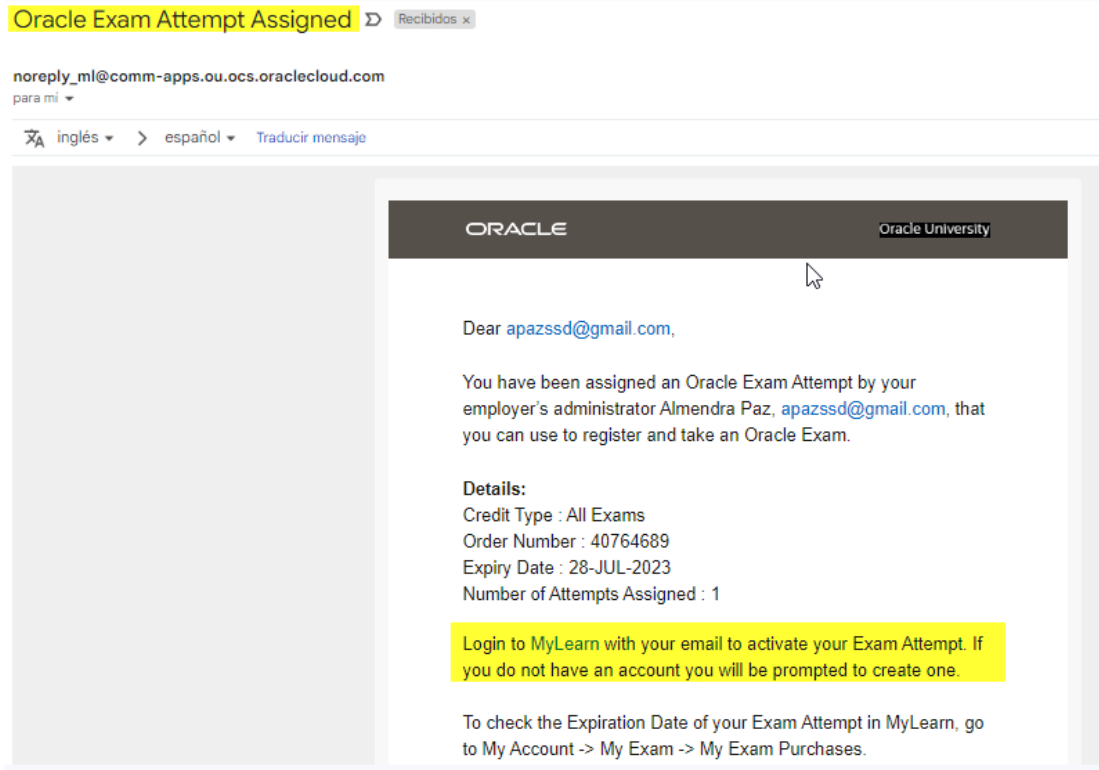 Oracle Exam Attempt Assigned Recibidos ×
noreply_ml@comm-apps.ou.ocs.oraclecloud.com
para mí
inglés > español Traducir mensaje
ORACLE Oracle University
Dear apazssd@gmail.com,
You have been assigned an Oracle Exam Attempt by your
employer's administrator Almendra Paz, apazssd@gmail.com, that
you can use to register and take an Oracle Exam.
Details:
Credit Type : All Exams
Order Number : 40764689
Expiry Date : 28-JUL-2023
Number of Attempts Assigned : 1
Login to MyLearn with your email to activate your Exam Attempt. If
you do not have an account you will be prompted to create one.
To check the Expiration Date of your Exam Attempt in MyLearn, go
to My Account -> My Exam -> My Exam Purchases.